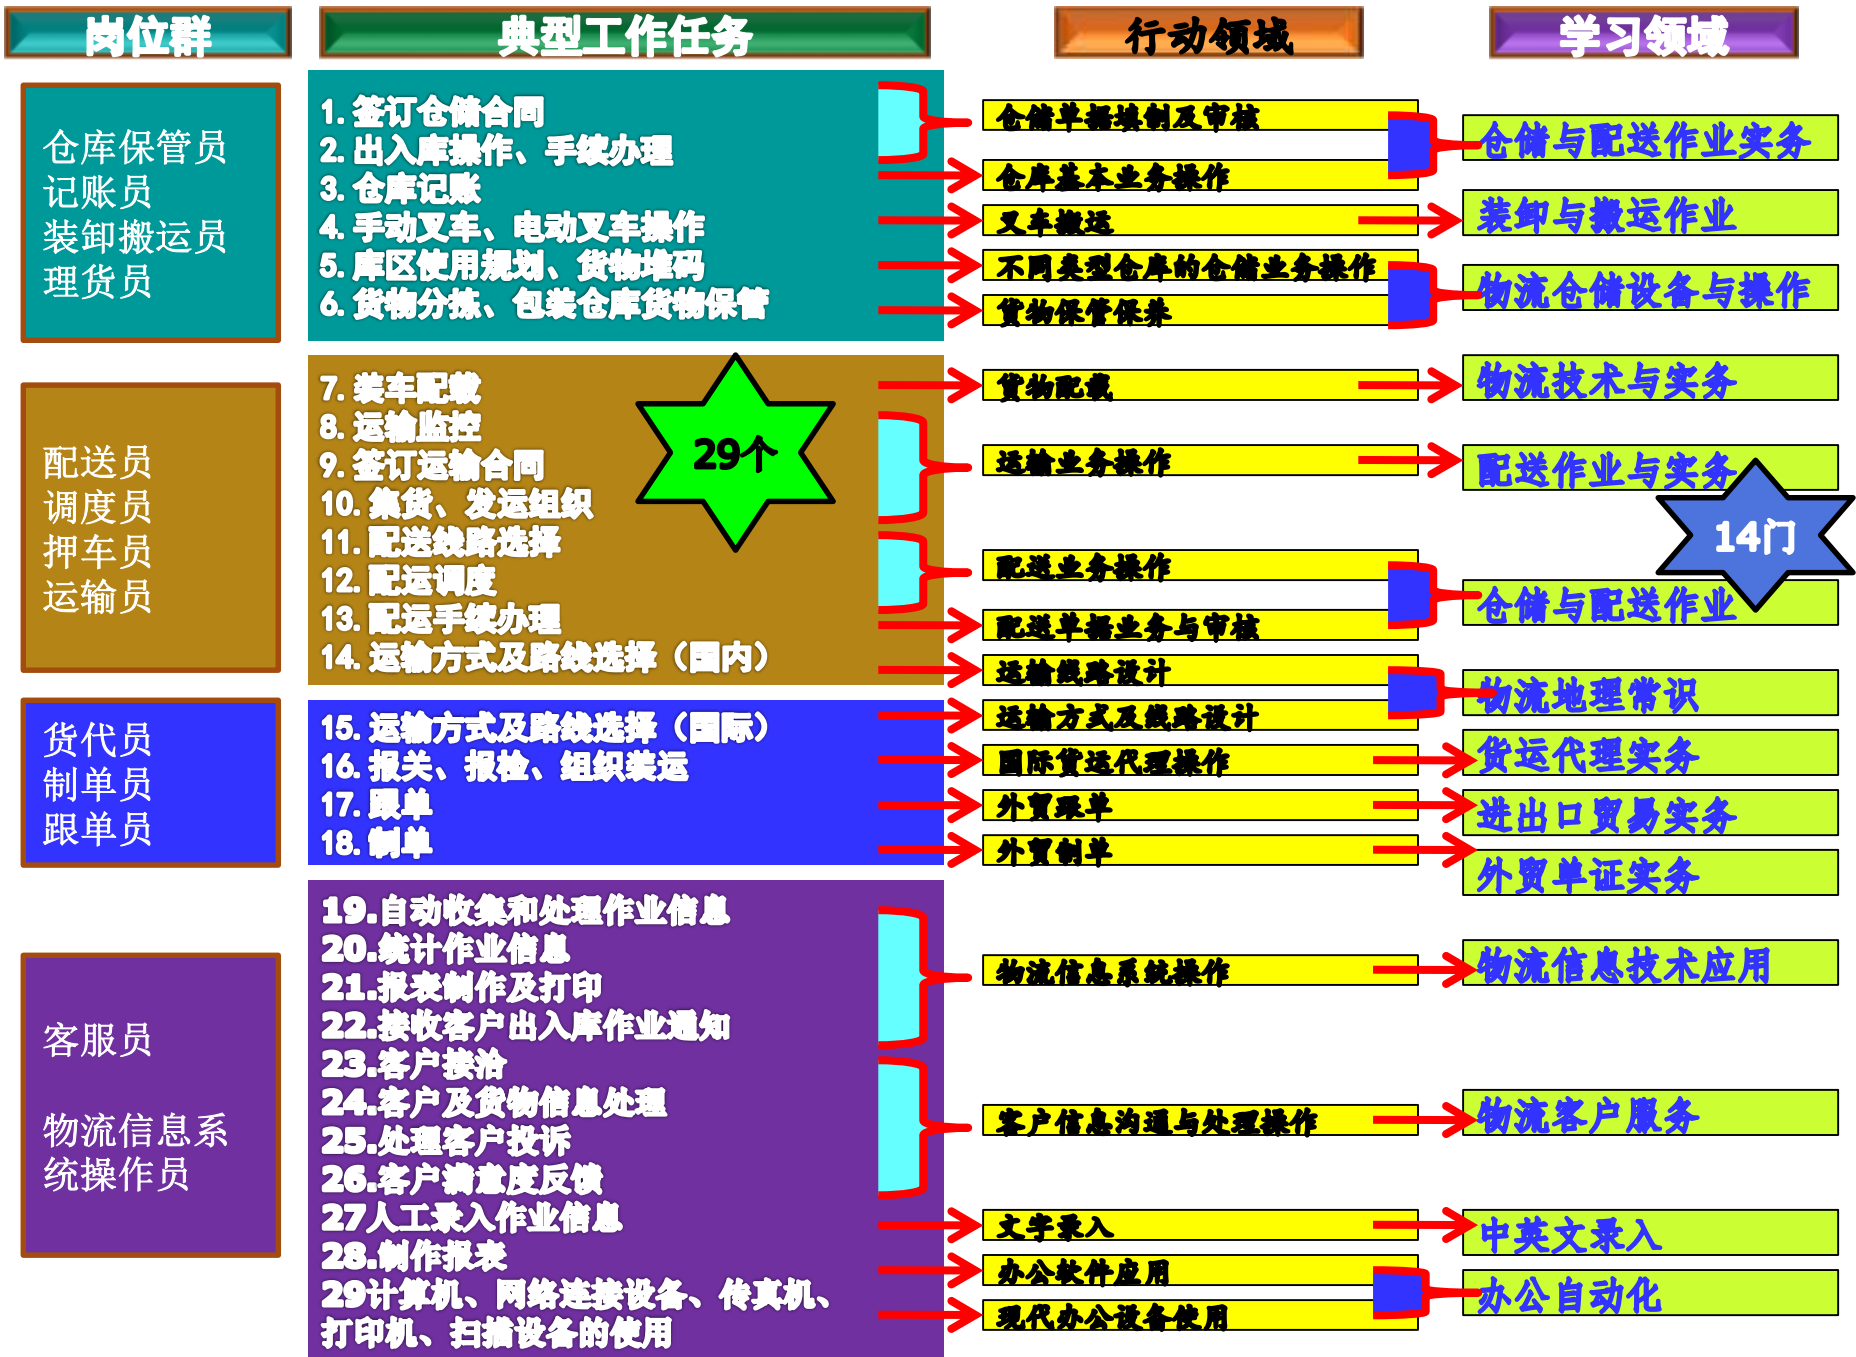 岗位群
典型工作任务
行动领域
学习领域
仓库保管员
记账员
装卸搬运员
理货员
1. 签订仓储合同
2. 出入库操作、手续办理
3. 仓库记账
4. 手动叉车、电动叉车操作
5. 库区使用规划、货物堆码
6. 货物分拣、包装仓库货物保管
仓储单据填制及审核
仓库基本业务操作
叉车搬运
不同类型仓库的仓储业务操作
货物保管保养
仓储与配送作业实务
装卸与搬运作业
物流仓储设备与操作
配送员
调度员
押车员
运输员
7. 装车配载
8. 运输监控
9. 签订运输合同
10. 集货、发运组织
11. 配送线路选择
12. 配运调度
13. 配运手续办理
14. 运输方式及路线选择（国内）
29个
货物配载
运输业务操作
配送业务操作
配送单据业务与审核
运输线路设计
物流技术与实务
配送作业与实务
14门
仓储与配送作业
物流地理常识
货代员
制单员
跟单员
15. 运输方式及路线选择（国际）
16. 报关、报检、组织装运
17. 跟单
18. 制单
运输方式及线路设计
国际货运代理操作
外贸跟单
外贸制单
货运代理实务
进出口贸易实务
外贸单证实务
客服员
物流信息系
统操作员
19.自动收集和处理作业信息
20.统计作业信息
21.报表制作及打印
22.接收客户出入库作业通知
23.客户接洽
24.客户及货物信息处理
25.处理客户投诉
26.客户满意度反馈
27人工录入作业信息
28.制作报表
29计算机、网络连接设备、传真机、
打印机、扫描设备的使用
物流信息系统操作
客户信息沟通与处理操作
文字录入
办公软件应用
现代办公设备使用
物流信息技术应用
物流客户服务
中英文录入
办公自动化